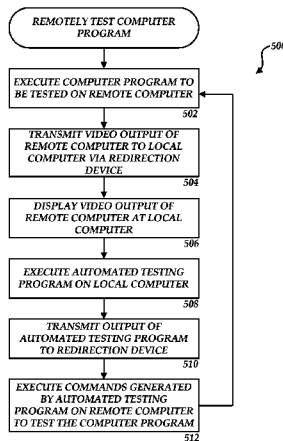 REMOTELY TEST COMPUTER
PROGRAM
500
EXECUTE COMPUTER PROGRAM TO
BE TESTED ON REMOTE COMPUTER
502
TRANSMIT VIDEO OUTPUT OF
REMOTE COMPUTER TO LOCAL
COMPUTER VIA REDIRECTION
DEVICE
504
DISPLAY VIDEO OUTPUT OF
REMOTE COMPUTER AT LOCAL
COMPUTER
506
EXECUTE AUTOMATED TESTING
PROGRAM ON LOCAL COMPUTER
508
TRANSMIT OUTPUT OF
AUTOMATED TESTING PROGRAM
TO REDIRECTION DEVICE
510
EXECUTE COMMANDS GENERATED
BY AUTOMATED TESTING
PROGRAM ON REMOTE COMPUTER
TO TEST THE COMPUTER PROGRAM
512